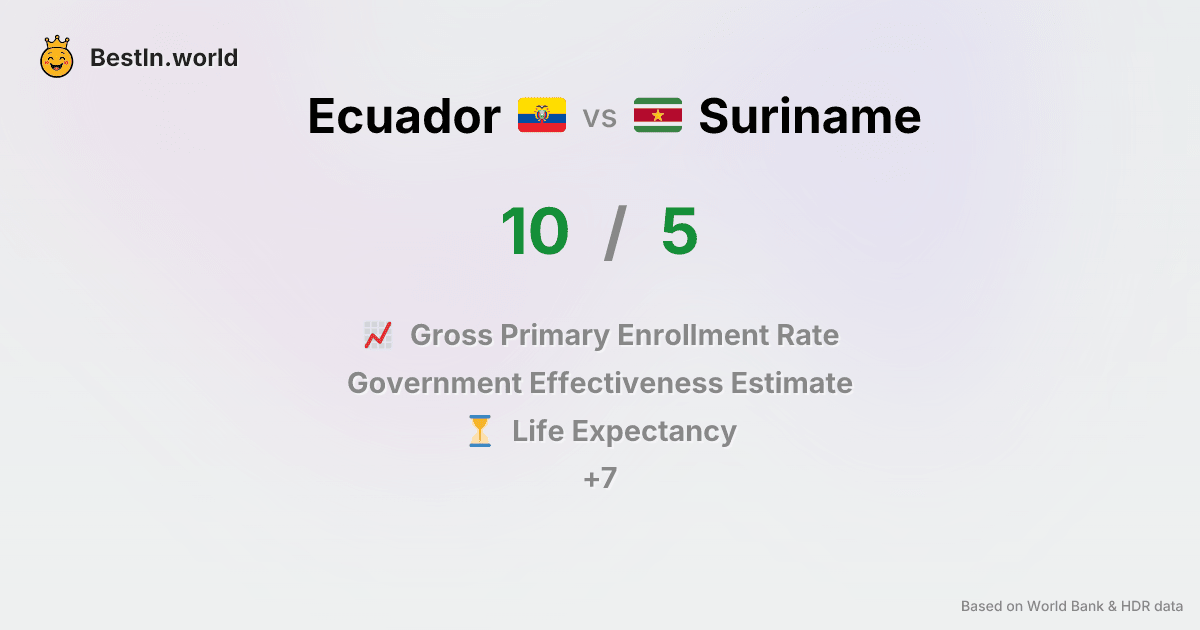 BestIn.world
Ecuador vs Suriname
10 / 5
Gross Primary Enrollment Rate
Government Effectiveness Estimate
Life Expectancy
+7
Based on World Bank & HDR data